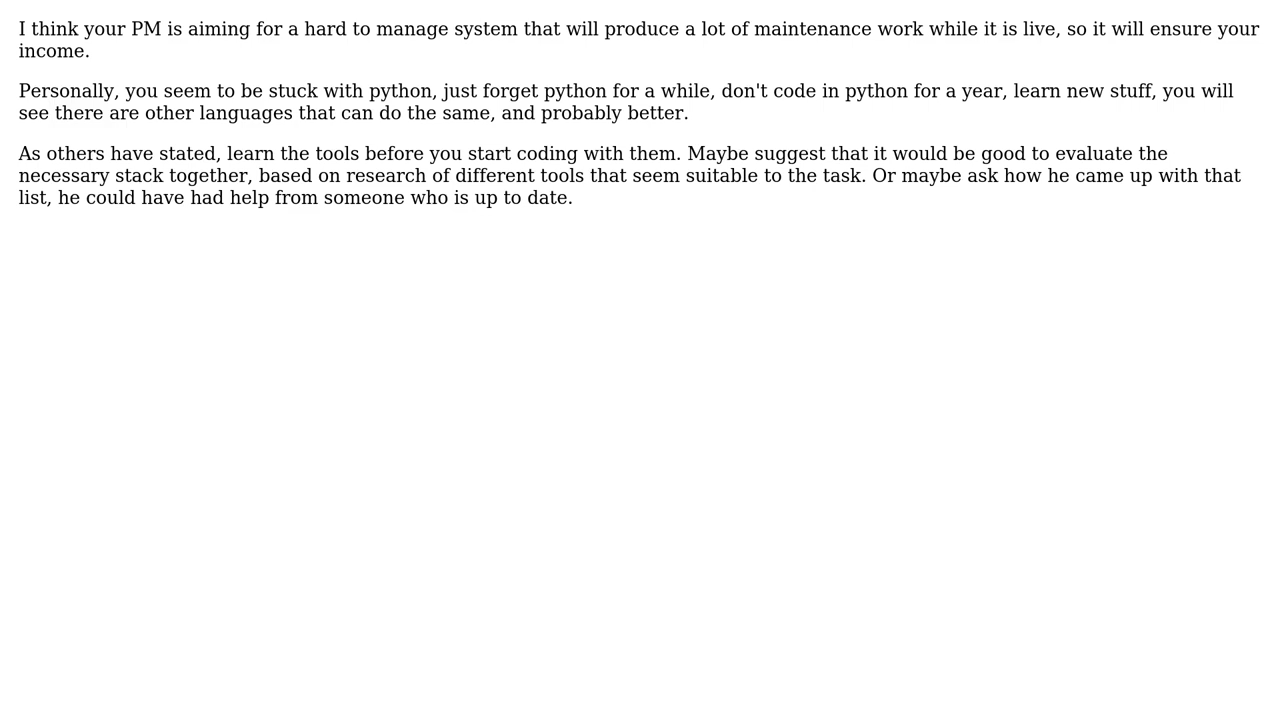 I think your PM is aiming for a hard to manage system that will produce a lot of maintenance work while it is live, so it will ensure your
income.
Personally, you seem to be stuck with python, just forget python for a while, don't code in python for a year, learn new stuff, you will
see there are other languages that can do the same, and probably better.
As others have stated, learn the tools before you start coding with them. Maybe suggest that it would be good to evaluate the
necessary stack together, based on research of different tools that seem suitable to the task. Or maybe ask how he came up with that
list, he could have had help from someone who is up to date.